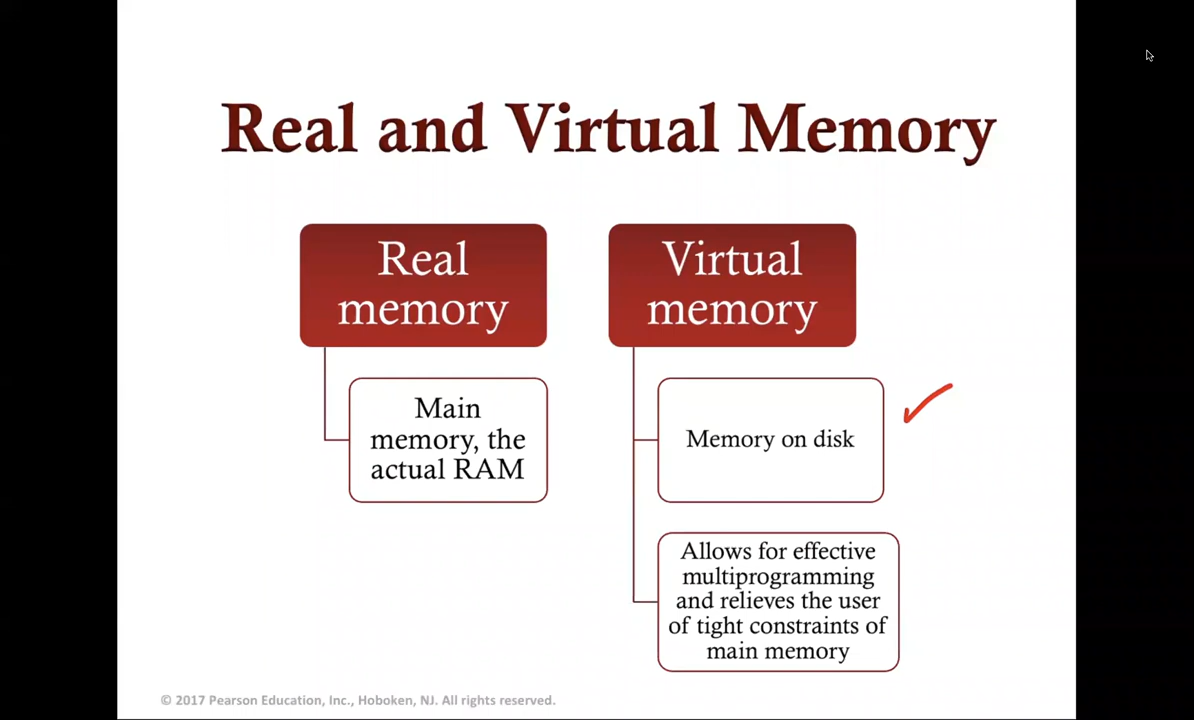 Real and Virtual Memory
Real
memory
Main
memory, the
actual RAM
Virtual
memory
Memory on disk
Allows for effective
multiprogramming
and relieves the user
of tight constraints of
main memory
© 2017 Pearson Education, Inc., Hoboken, NJ. All rights reserved.